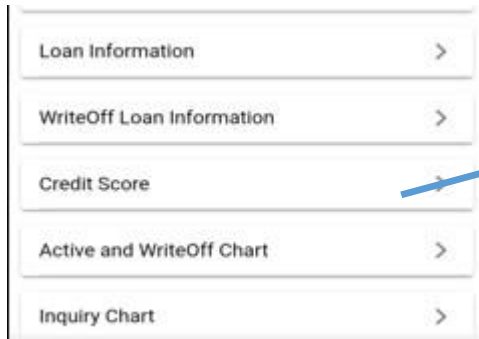 Loan Information
WriteOff Loan Information
Credit Score
Active and WriteOff Chart
Inquiry Chart